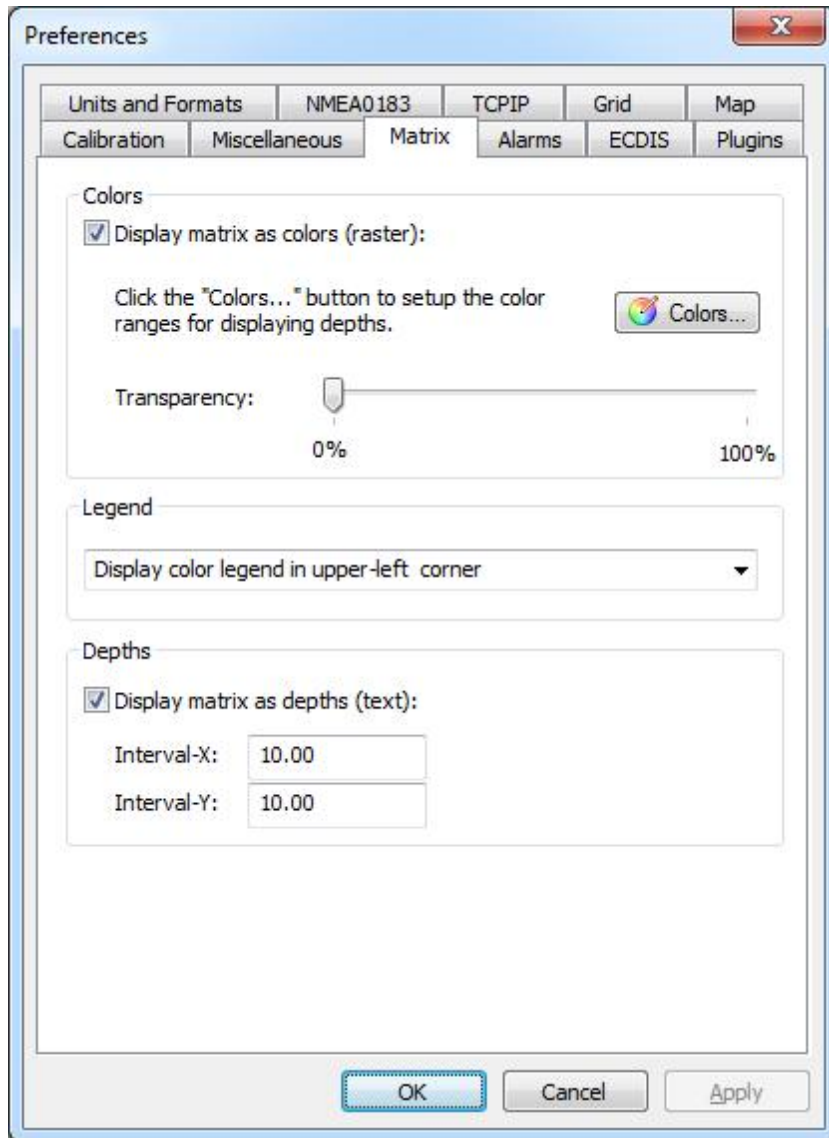 Preferences
Units and Formats NMEA0183 TCPIP Grid Map
Calibration Miscellaneous Matrix Alarms ECDIS Plugins
Colors
Display matrix as colors (raster):
Click the "Colors..." button to setup the color
ranges for displaying depths.
Colors...
Transparency:
0% 100%
Legend
Display color legend in upper-left corner
Depths
Display matrix as depths (text):
Interval-X: 10.00
Interval-Y: 10.00
OK Cancel Apply